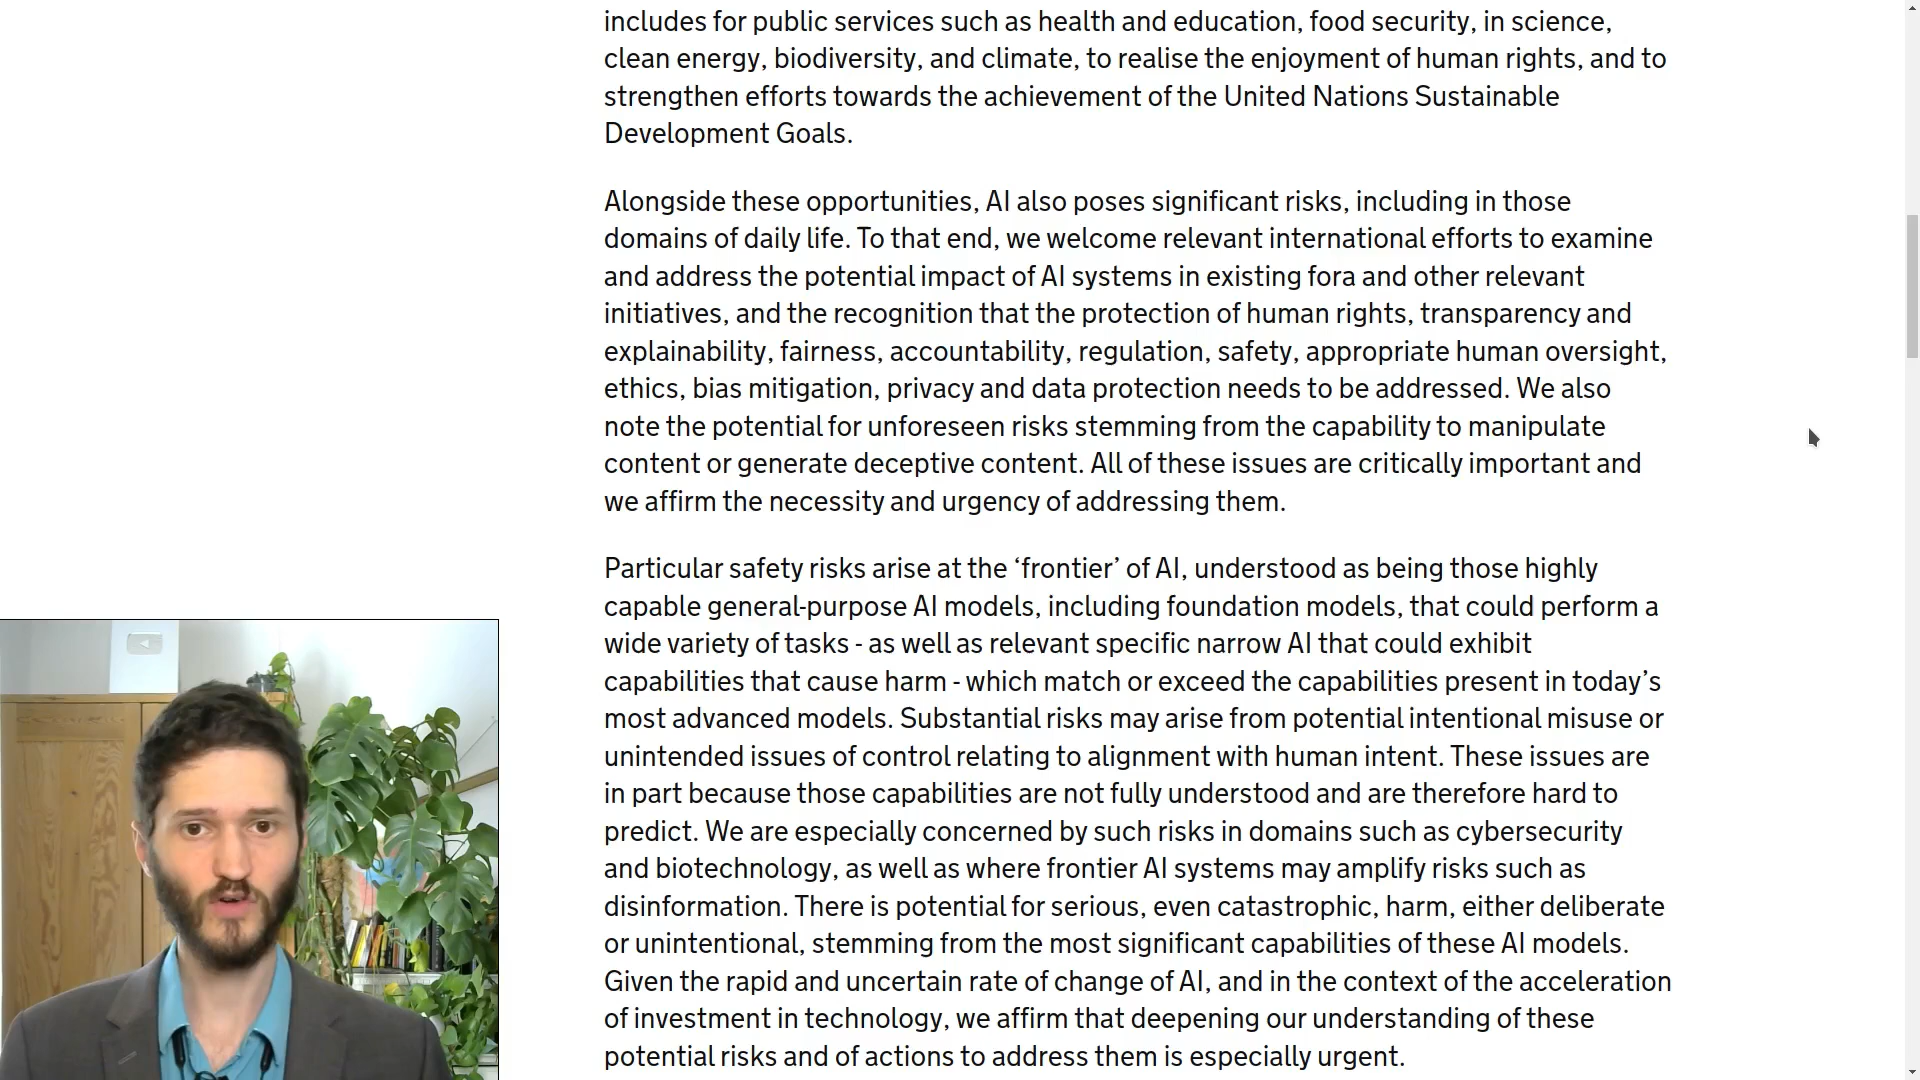 includes for public services such as health and education, food security, in science,
clean energy, biodiversity, and climate, to realise the enjoyment of human rights, and to
strengthen efforts towards the achievement of the United Nations Sustainable
Development Goals.
Alongside these opportunities, AI also poses significant risks, including in those
domains of daily life. To that end, we welcome relevant international efforts to examine
and address the potential impact of AI systems in existing fora and other relevant
initiatives, and the recognition that the protection of human rights, transparency and
explainability, fairness, accountability, regulation, safety, appropriate human oversight,
ethics, bias mitigation, privacy and data protection needs to be addressed. We also
note the potential for unforeseen risks stemming from the capability to manipulate
content or generate deceptive content. All of these issues are critically important and
we affirm the necessity and urgency of addressing them.
Particular safety risks arise at the ‘frontier’ of AI, understood as being those highly
capable general-purpose AI models, including foundation models, that could perform a
wide variety of tasks - as well as relevant specific narrow AI that could exhibit
capabilities that cause harm - which match or exceed the capabilities present in today’s
most advanced models. Substantial risks may arise from potential intentional misuse or
unintended issues of control relating to alignment with human intent. These issues are
in part because those capabilities are not fully understood and are therefore hard to
predict. We are especially concerned by such risks in domains such as cybersecurity
and biotechnology, as well as where frontier AI systems may amplify risks such as
disinformation. There is potential for serious, even catastrophic, harm, either deliberate
or unintentional, stemming from the most significant capabilities of these AI models.
Given the rapid and uncertain rate of change of AI, and in the context of the acceleration
of investment in technology, we affirm that deepening our understanding of these
potential risks and of actions to address them is especially urgent.